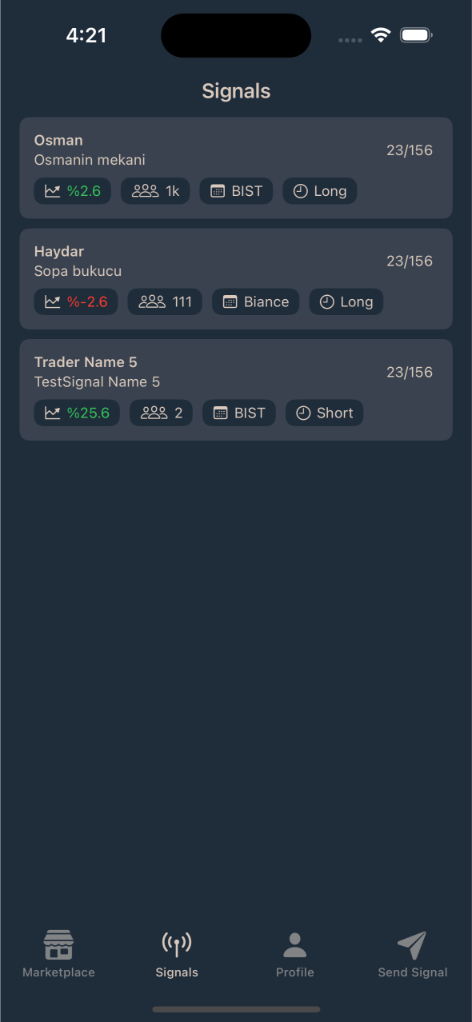 4:21
Signals
Osman
23/156
Osmanin mekani
%2.6 1k BIST Long
Haydar
23/156
Sopa bukucu
%-2.6 111 Biance Long
Trader Name 5
23/156
TestSignal Name 5
%25.6 2 BIST Short
Marketplace Signals Profile Send Signal